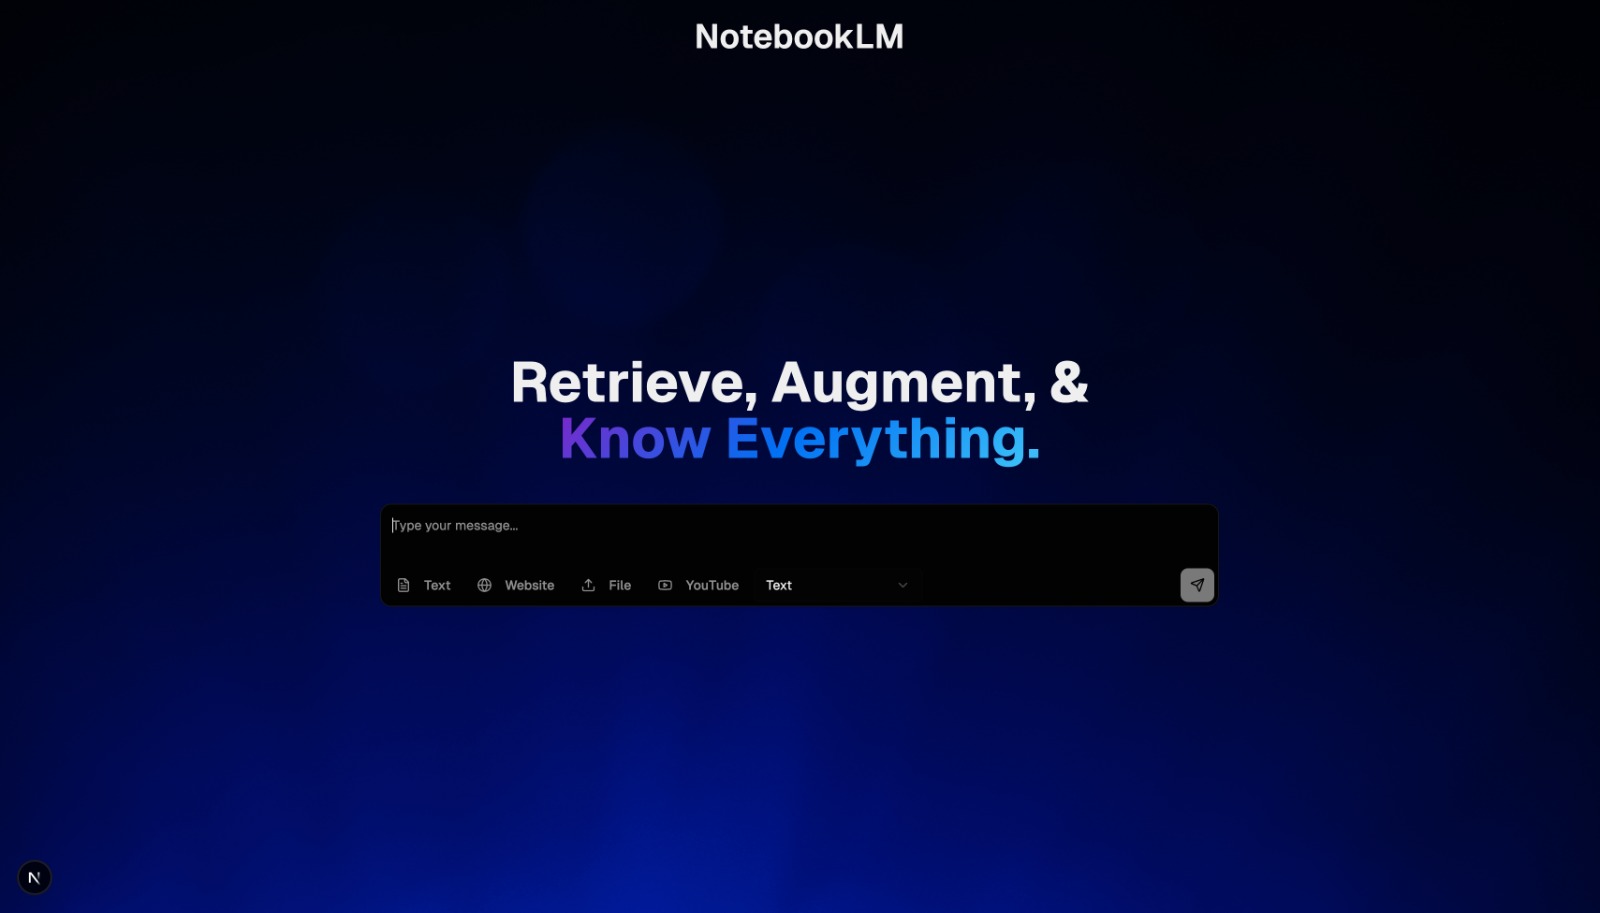 NotebookLM
Retrieve, Augment, &
Know Everything.
Type your message...
Text Website File YouTube Text
N